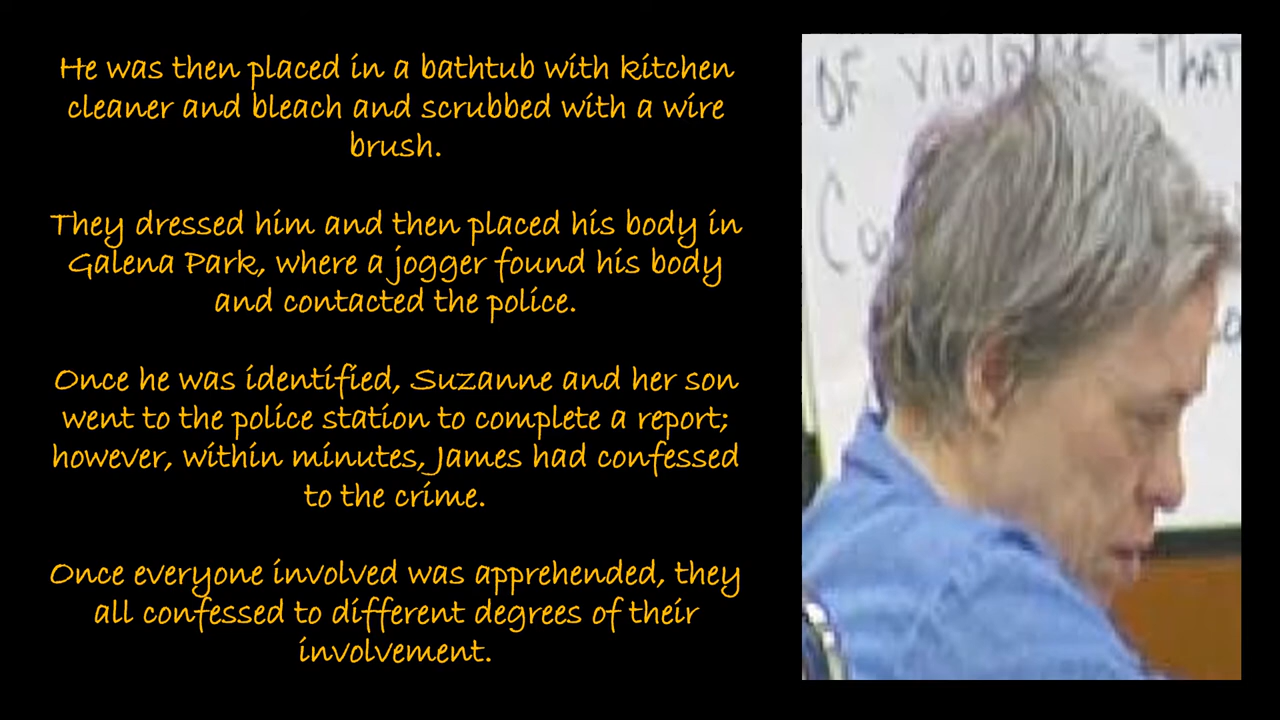 He was then placed in a bathtub with kitchen
cleaner and bleach and scrubbed with a wire
brush.
They dressed him and then placed his body in
Galena Park, where a jogger found his body
and contacted the police.
Once he was identified, Suzanne and her son
went to the police station to complete a report;
however, within minutes, James had confessed
to the crime.
Once everyone involved was apprehended, they
all confessed to different degrees of their
involvement.
OF THAT